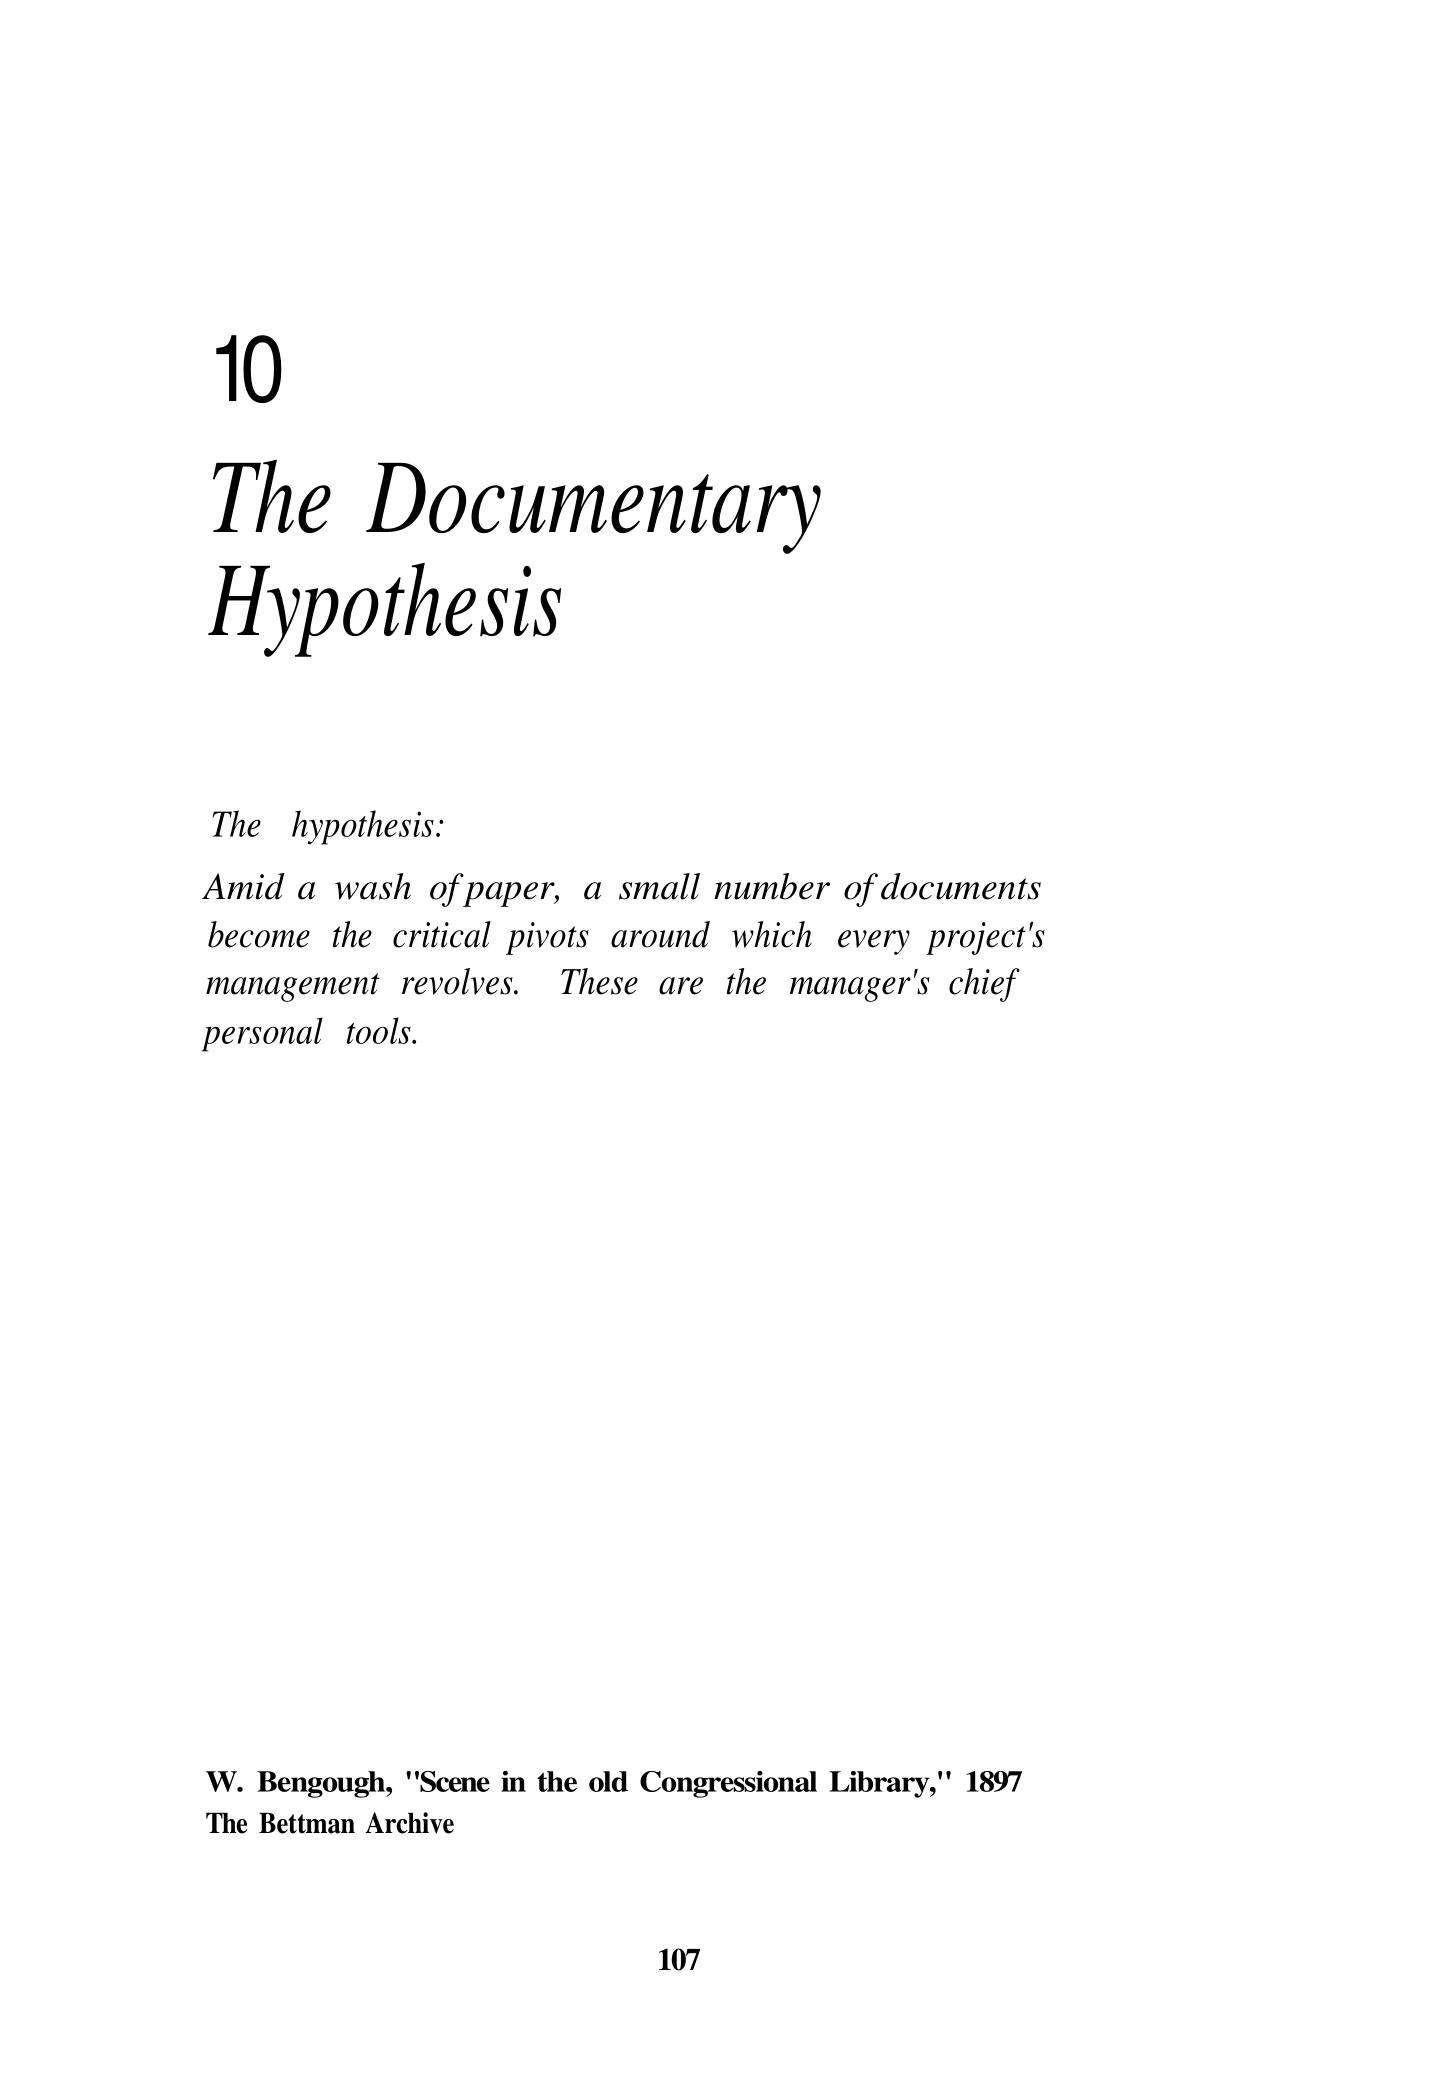 10
The Documentary
Hypothesis
The hypothesis:
Amid a wash of paper, a small number of documents
become the critical pivots around which every project's
management revolves. These are the manager's chief
personal tools.
W. Bengough, "Scene in the old Congressional Library," 1897
The Bettman Archive
107